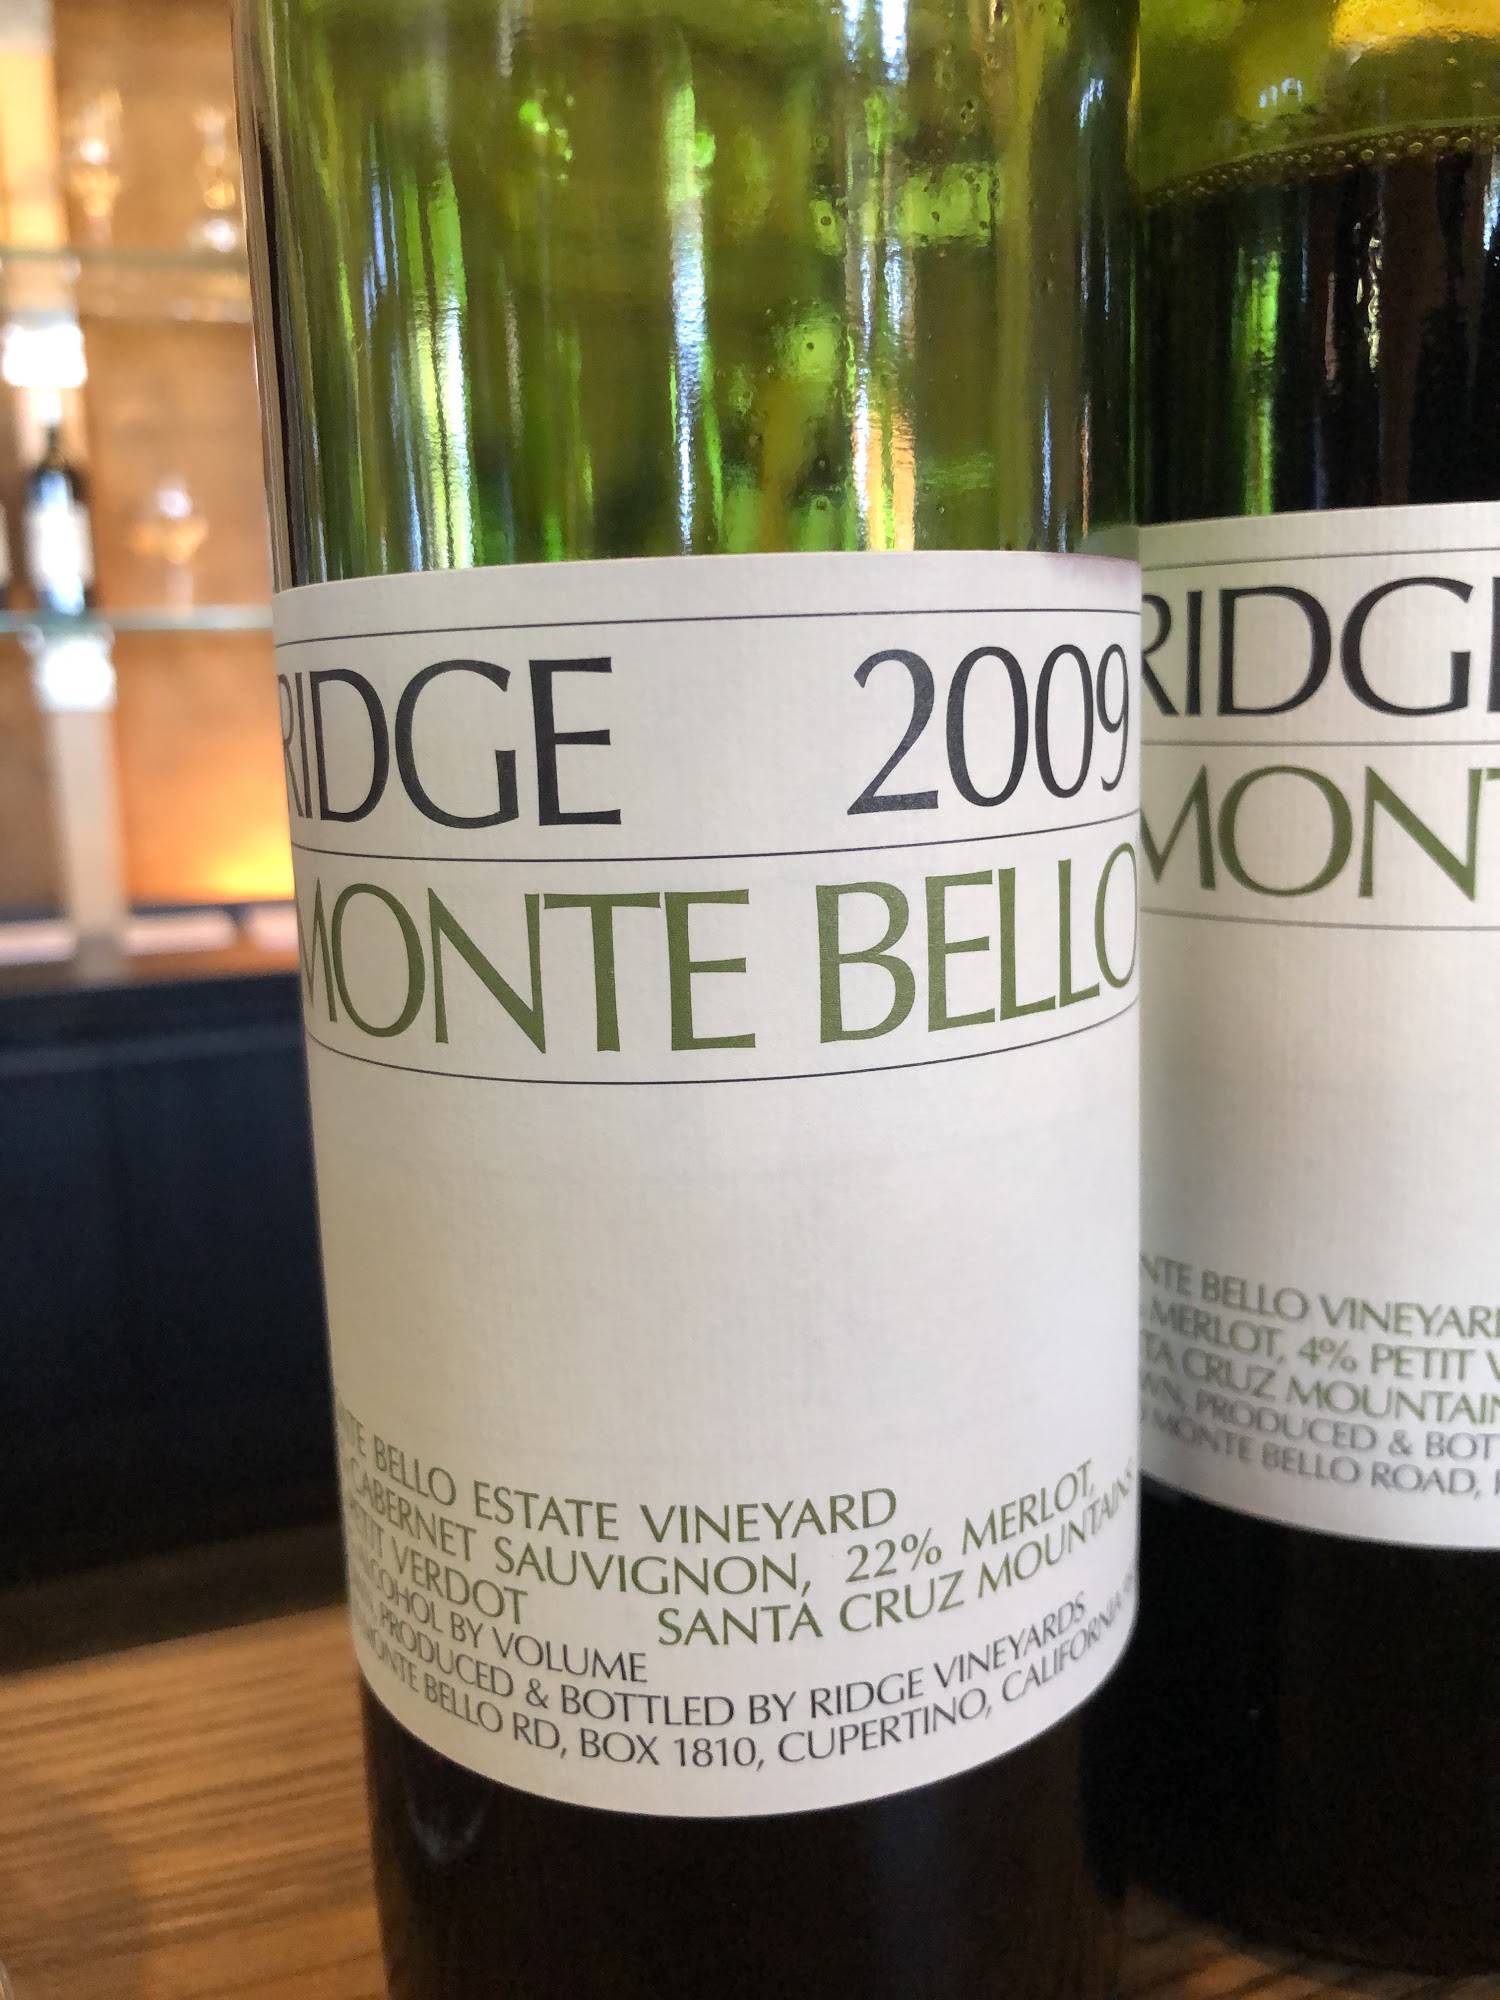 RIDGE 2009
MONTE BELLO
BELLO ESTATE VINEYARD
CABERNET SAUVIGNON, 22% MERLOT,
PETIT VERDOT SANTA CRUZ MOUNTAINS
ALCOHOL BY VOLUME
PRODUCED & BOTTLED BY RIDGE VINEYARDS
MONTE BELLO RD, BOX 1810, CUPERTINO, CALIFORNIA
RIDGE
MONT
NTE BELLO VINEYARD
MERLOT, 4% PETIT V
TA CRUZ MOUNTAIN
WN, PRODUCED & BOT
MONTE BELLO ROAD,